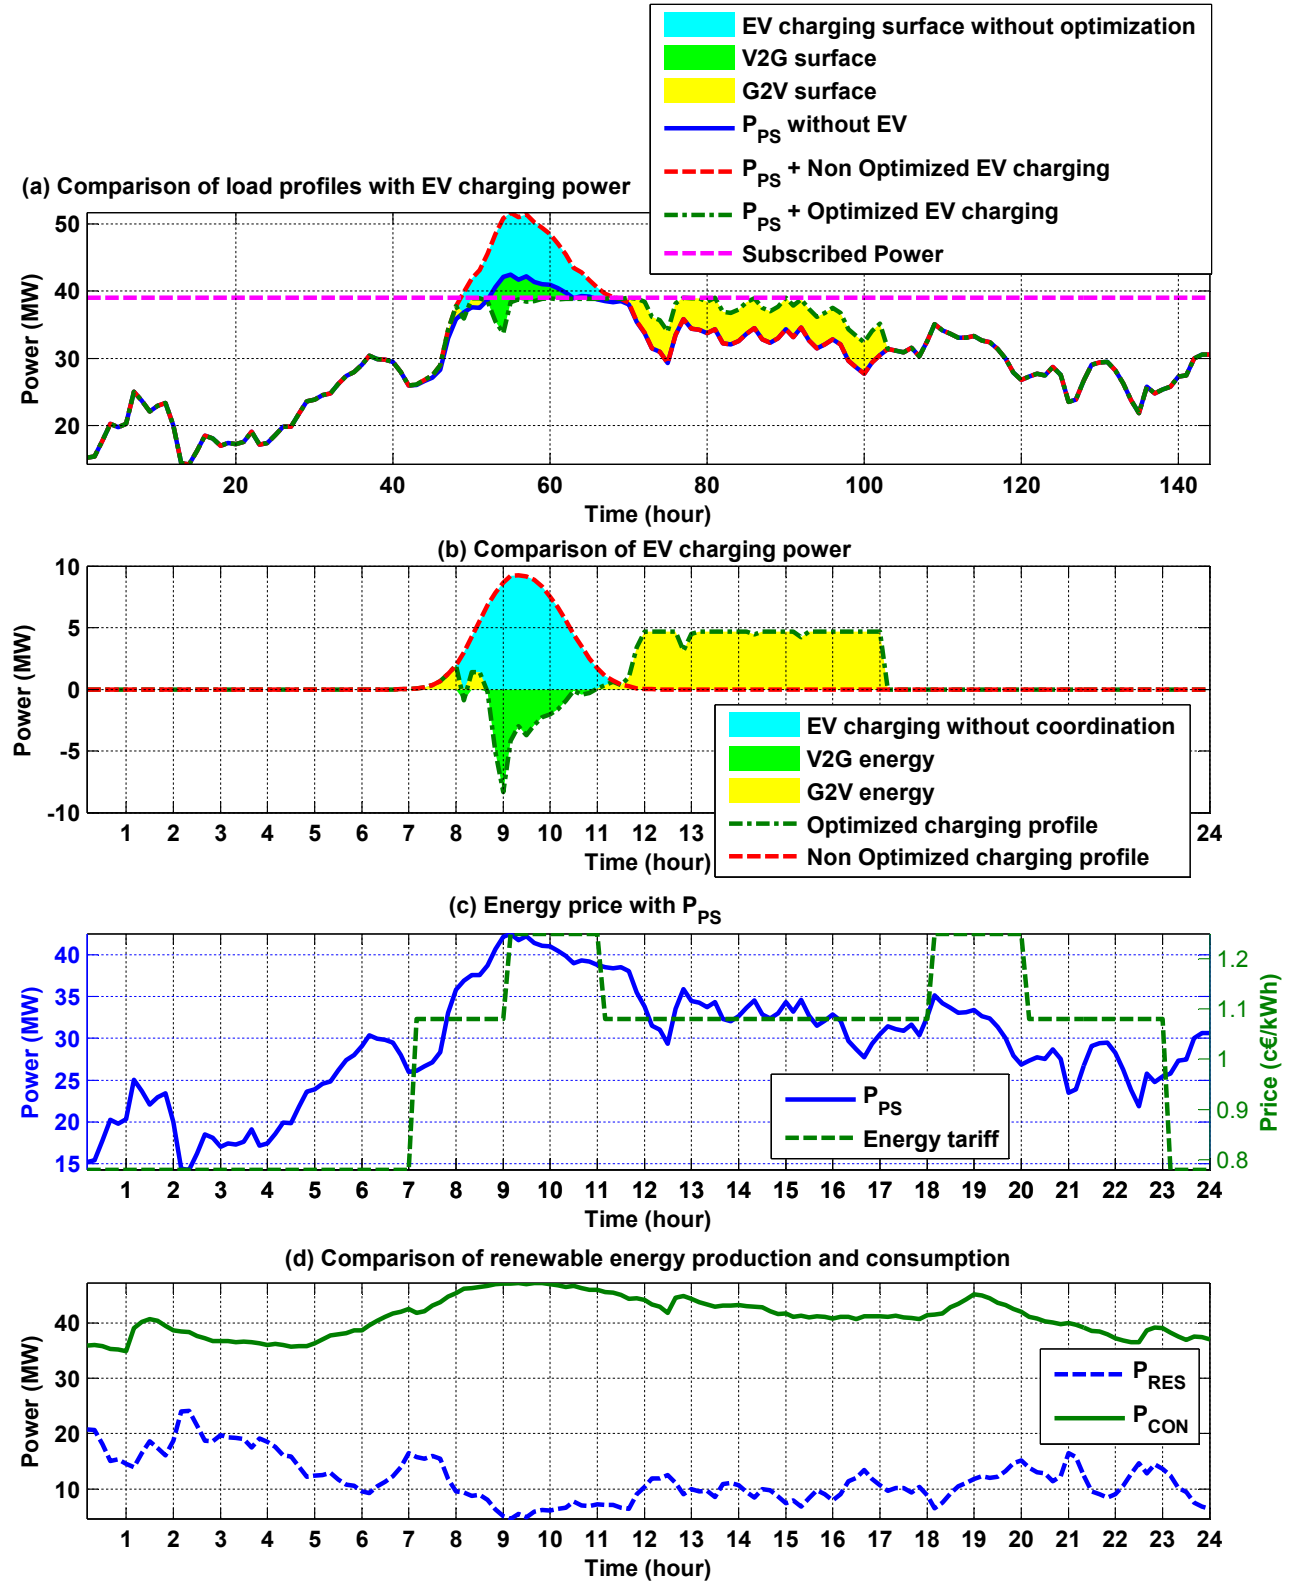 EV charging surface without optimization
V2G surface
G2V surface
P_PS without EV
P_PS + Non Optimized EV charging
P_PS + Optimized EV charging
Subscribed Power
(a) Comparison of load profiles with EV charging power
Power (MW)
50
40
30
20
20 40 60 80 100 120 140
Time (hour)
(b) Comparison of EV charging power
Power (MW)
10
5
0
-5
-10
1 2 3 4 5 6 7 8 9 10 11 12 13 24
Time (hour)
EV charging without coordination
V2G energy
G2V energy
Optimized charging profile
Non Optimized charging profile
(c) Energy price with P_PS
Power (MW)
40
35
30
25
20
15
1.2
1.1
1
0.9
0.8
Price (c€/kWh)
P_PS
Energy tariff
1 2 3 4 5 6 7 8 9 10 11 12 13 14 15 16 17 18 19 20 21 22 23 24
Time (hour)
(d) Comparison of renewable energy production and consumption
Power (MW)
40
30
20
10
P_RES
P_CON
1 2 3 4 5 6 7 8 9 10 11 12 13 14 15 16 17 18 19 20 21 22 23 24
Time (hour)